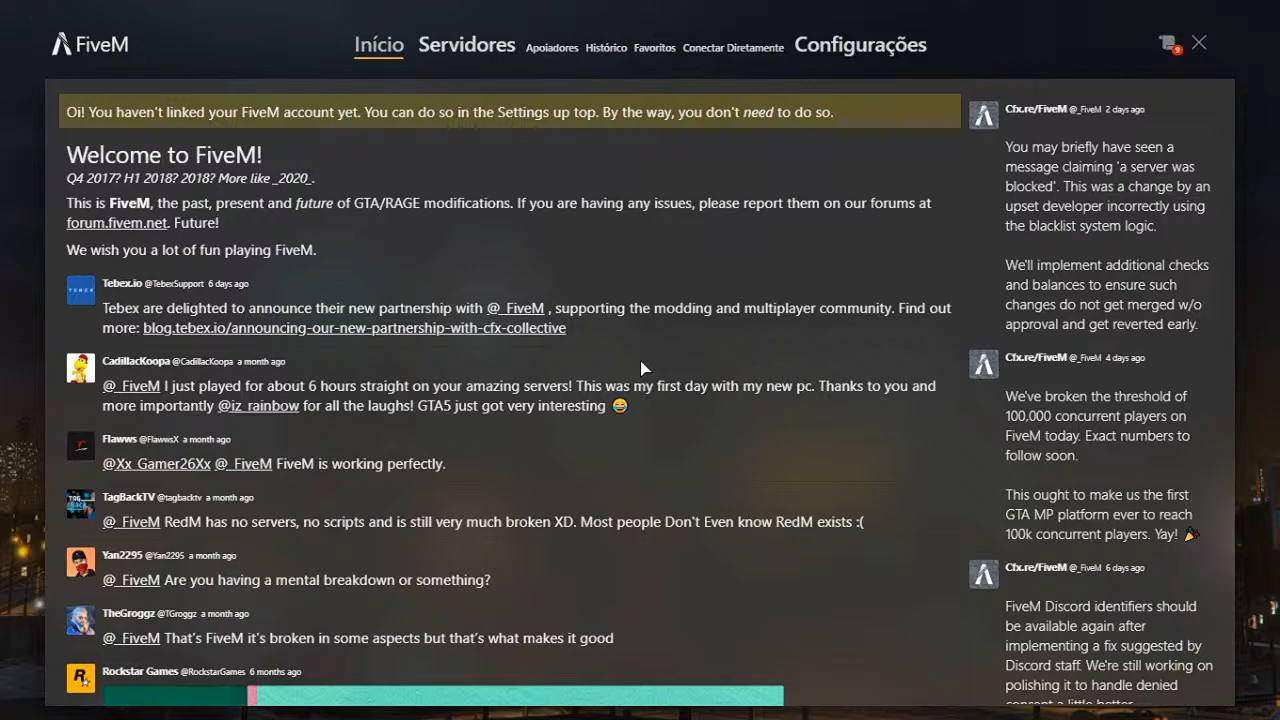 FiveM
Início Servidores Apoiadores Histórico Favoritos Conectar Diretamente Configurações
9
Oi! You haven't linked your FiveM account yet. You can do so in the Settings up top. By the way, you don't need to do so.
Welcome to FiveM!
Q4 2017? H1 2018? 2018? More like _2020_.
This is FiveM, the past, present and future of GTA/RAGE modifications. If you are having any issues, please report them on our forums at
forum.fivem.net. Future!
We wish you a lot of fun playing FiveM.
TEBEX
Tebex.io @TebexSupport 6 days ago
Tebex are delighted to announce their new partnership with @_FiveM , supporting the modding and multiplayer community. Find out
more: blog.tebex.io/announcing-our-new-partnership-with-cfx-collective
CadillacKoopa @CadillacKoopa a month ago
@_FiveM I just played for about 6 hours straight on your amazing servers! This was my first day with my new pc. Thanks to you and
more importantly @iz_rainbow for all the laughs! GTA5 just got very interesting 😂
Flawws @FlawwsX a month ago
@Xx_Gamer26Xx @_FiveM FiveM is working perfectly.
TagBackTV @tagbacktv a month ago
@_FiveM RedM has no servers, no scripts and is still very much broken XD. Most people Don't Even know RedM exists :(
Yan2295 @Yan2295 a month ago
@_FiveM Are you having a mental breakdown or something?
TheGroggz @TGroggz a month ago
@_FiveM That's FiveM it's broken in some aspects but that's what makes it good
Rockstar Games @RockstarGames 6 months ago
Cfx.re/FiveM @_FiveM 2 days ago
You may briefly have seen a
message claiming 'a server was
blocked'. This was a change by an
upset developer incorrectly using
the blacklist system logic.
We'll implement additional checks
and balances to ensure such
changes do not get merged w/o
approval and get reverted early.
Cfx.re/FiveM @_FiveM 4 days ago
We've broken the threshold of
100,000 concurrent players on
FiveM today. Exact numbers to
follow soon.
This ought to make us the first
GTA MP platform ever to reach
100k concurrent players. Yay! 🎉
Cfx.re/FiveM @_FiveM 6 days ago
FiveM Discord identifiers should
be available again after
implementing a fix suggested by
Discord staff. We're still working on
polishing it to handle denied
consent a little better